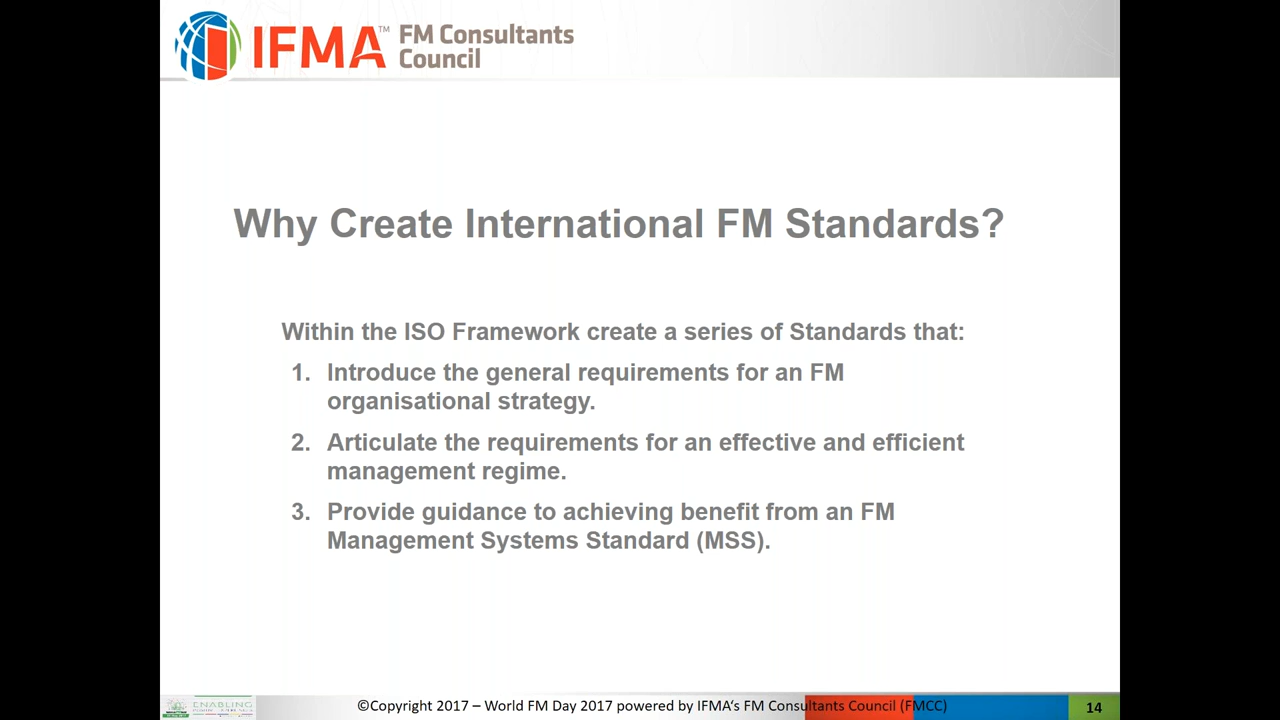 IFMA™ FM Consultants
Council
Why Create International FM Standards?
Within the ISO Framework create a series of Standards that:
1. Introduce the general requirements for an FM
organisational strategy.
2. Articulate the requirements for an effective and efficient
management regime.
3. Provide guidance to achieving benefit from an FM
Management Systems Standard (MSS).
ENABLING
©Copyright 2017 – World FM Day 2017 powered by IFMA‘s FM Consultants Council (FMCC)
14